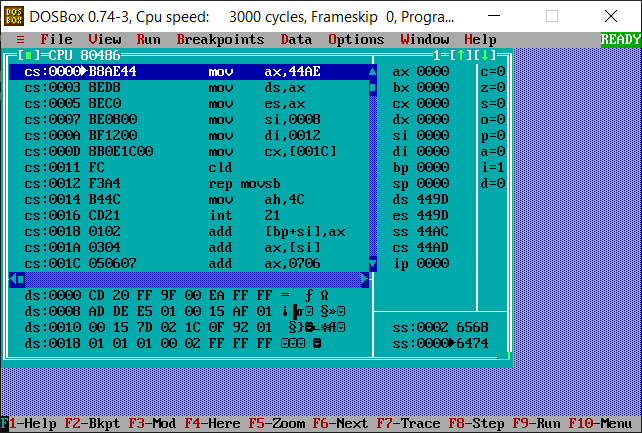 DOSBox 0.74-3, Cpu speed: 3000 cycles, Frameskip 0, Progra...
≡ File View Run Breakpoints Data Options Window Help READY
[■]=CPU 80486 1=[↑][↓]
cs:0000►B8AE44 mov ax,44AE ax 0000 c=0
cs:0003 8ED8 mov ds,ax bx 0000 z=0
cs:0005 8EC0 mov es,ax cx 0000 s=0
cs:0007 BE0800 mov si,0008 dx 0000 o=0
cs:000A BF1200 mov di,0012 si 0000 p=0
cs:000D 8B0E1C00 mov cx,[001C] di 0000 a=0
cs:0011 FC cld bp 0000 i=1
cs:0012 F3A4 rep movsb sp 0000 d=0
cs:0014 B44C mov ah,4C ds 449D
cs:0016 CD21 int 21 es 449D
cs:0018 0102 add [bp+si],ax ss 44AC
cs:001A 0304 add ax,[si] cs 44AD
cs:001C 050607 add ax,0706 ip 0000
ds:0000 CD 20 FF 9F 00 EA FF FF = ƒ Ω
ds:0008 AD DE E5 01 00 15 AF 01
ds:0010 00 15 7D 02 1C 0F 92 01 ss:0002 6568
ds:0018 01 01 01 00 02 FF FF FF ss:0000►6474
F1-Help F2-Bkpt F3-Mod F4-Here F5-Zoom F6-Next F7-Trace F8-Step F9-Run F10-Menu